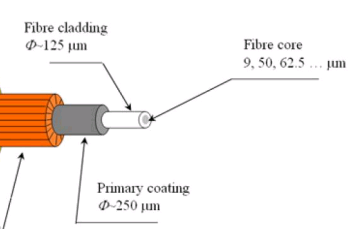 Fibre cladding
Φ~125 μm
Fibre core
9, 50, 62.5 ... μm
Primary coating
Φ~250 μm